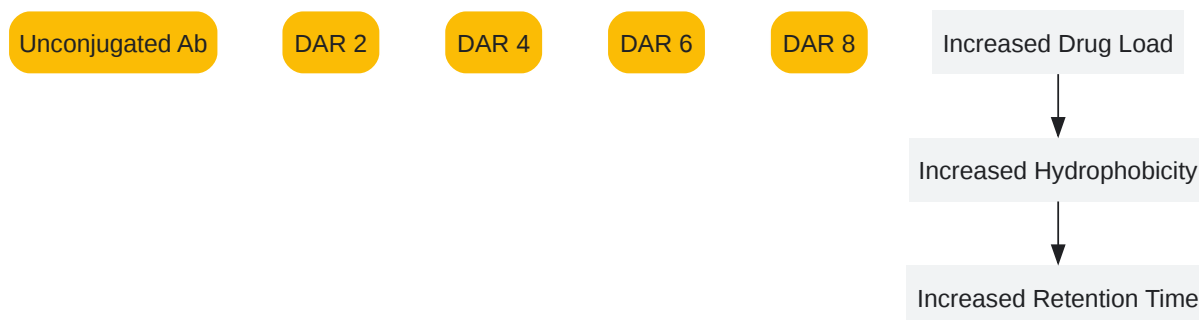 Unconjugated Ab
DAR 2
DAR 4
DAR 6
DAR 8
Increased Drug Load
Increased Hydrophobicity
Increased Retention Time